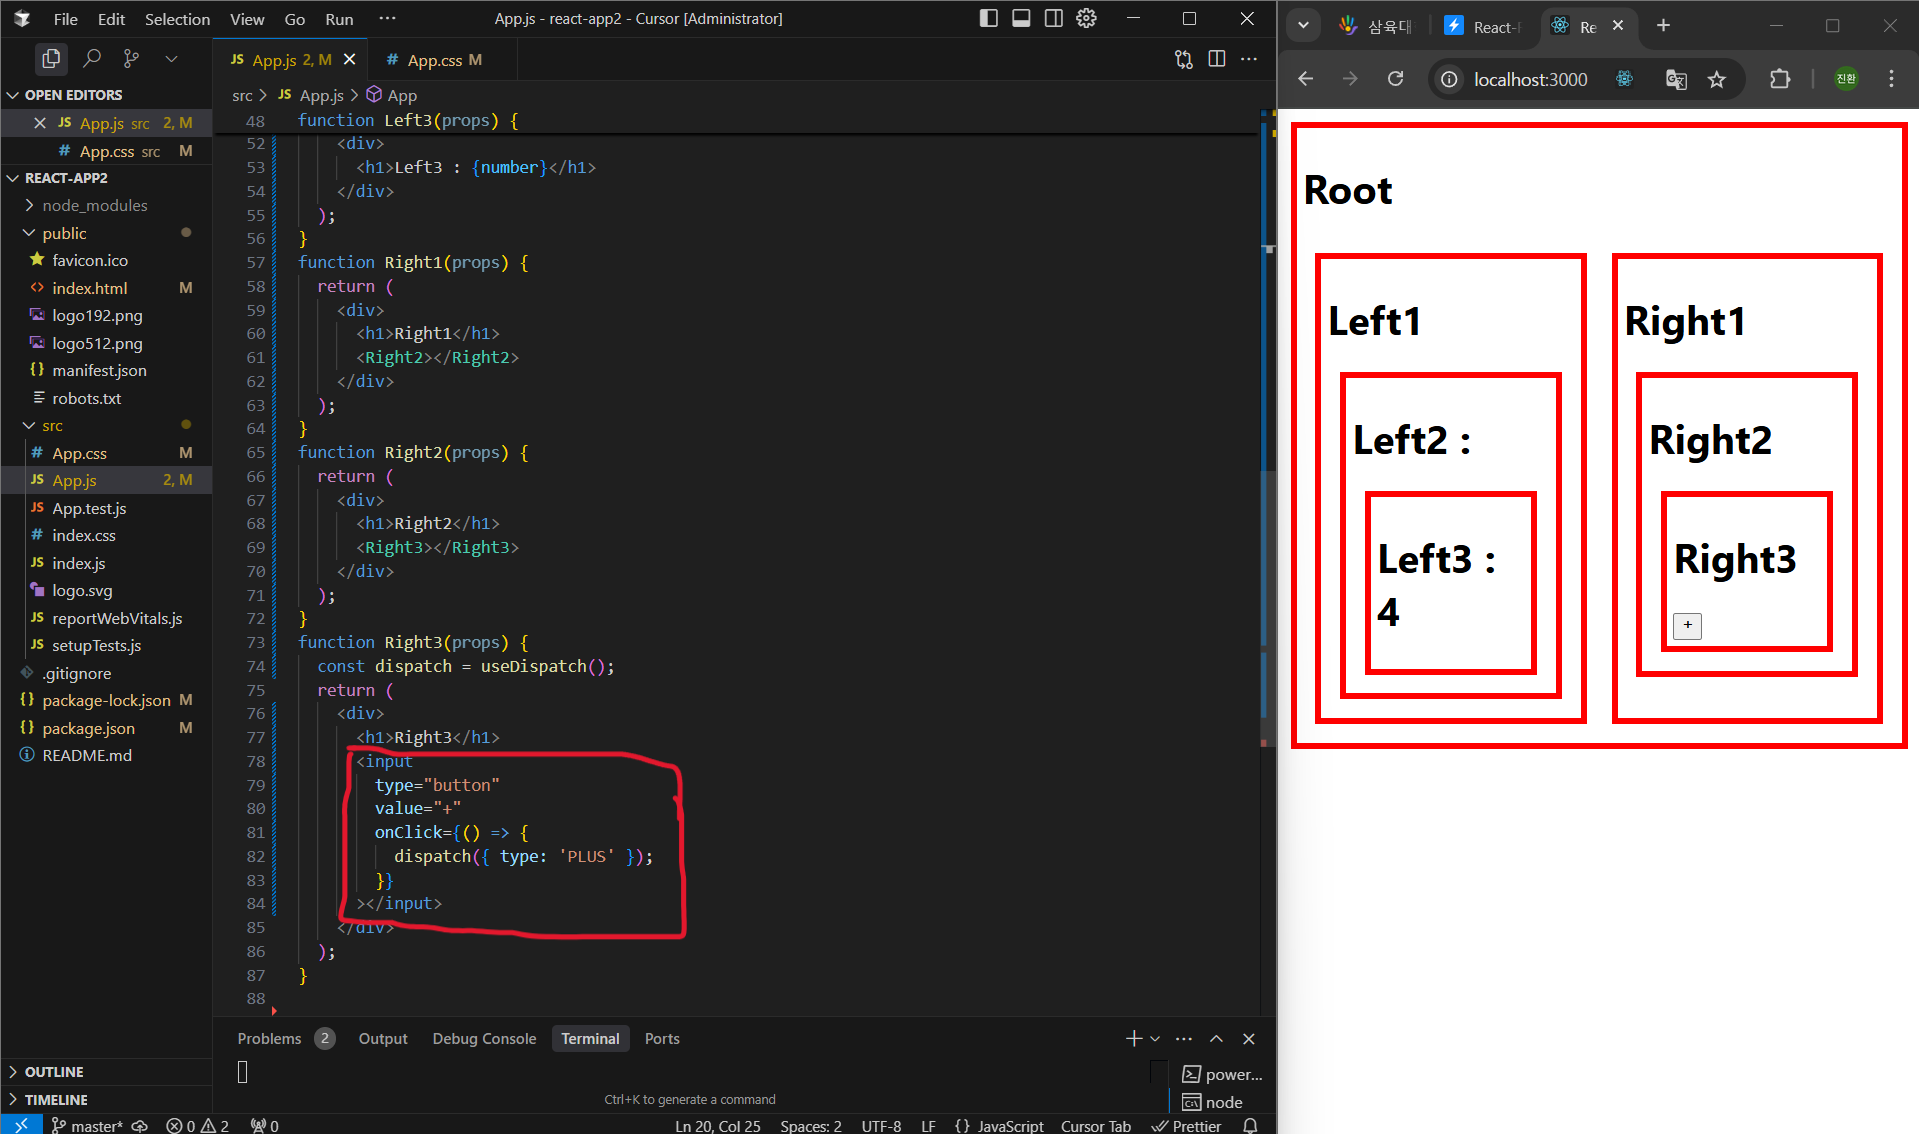 File Edit Selection View Go Run ··· App.js - react-app2 - Cursor [Administrator]
OPEN EDITORS
App.js src 2, M
App.css src M
REACT-APP2
node_modules
public
favicon.ico
index.html M
logo192.png
logo512.png
manifest.json
robots.txt
src
App.css M
App.js 2, M
App.test.js
index.css
index.js
logo.svg
reportWebVitals.js
setupTests.js
.gitignore
package-lock.json M
package.json M
README.md
OUTLINE
TIMELINE
App.js 2, M App.css M
src > App.js > App
48 function Left3(props) {
52 <div>
53 <h1>Left3 : {number}</h1>
54 </div>
55 );
56 }
57 function Right1(props) {
58 return (
59 <div>
60 <h1>Right1</h1>
61 <Right2></Right2>
62 </div>
63 );
64 }
65 function Right2(props) {
66 return (
67 <div>
68 <h1>Right2</h1>
69 <Right3></Right3>
70 </div>
71 );
72 }
73 function Right3(props) {
74 const dispatch = useDispatch();
75 return (
76 <div>
77 <h1>Right3</h1>
78 <input
79 type="button"
80 value="+"
81 onClick={() => {
82 dispatch({ type: 'PLUS' });
83 }}
84 ></input>
85 </div>
86 );
87 }
88
Problems 2 Output Debug Console Terminal Ports
power...
node
Ctrl+K to generate a command
master* 0 2 0 Ln 20, Col 25 Spaces: 2 UTF-8 LF {} JavaScript Cursor Tab Prettier
삼육대 React- Re
localhost:3000 진환
Root
Left1
Left2 :
Left3 :
4
Right1
Right2
Right3
+